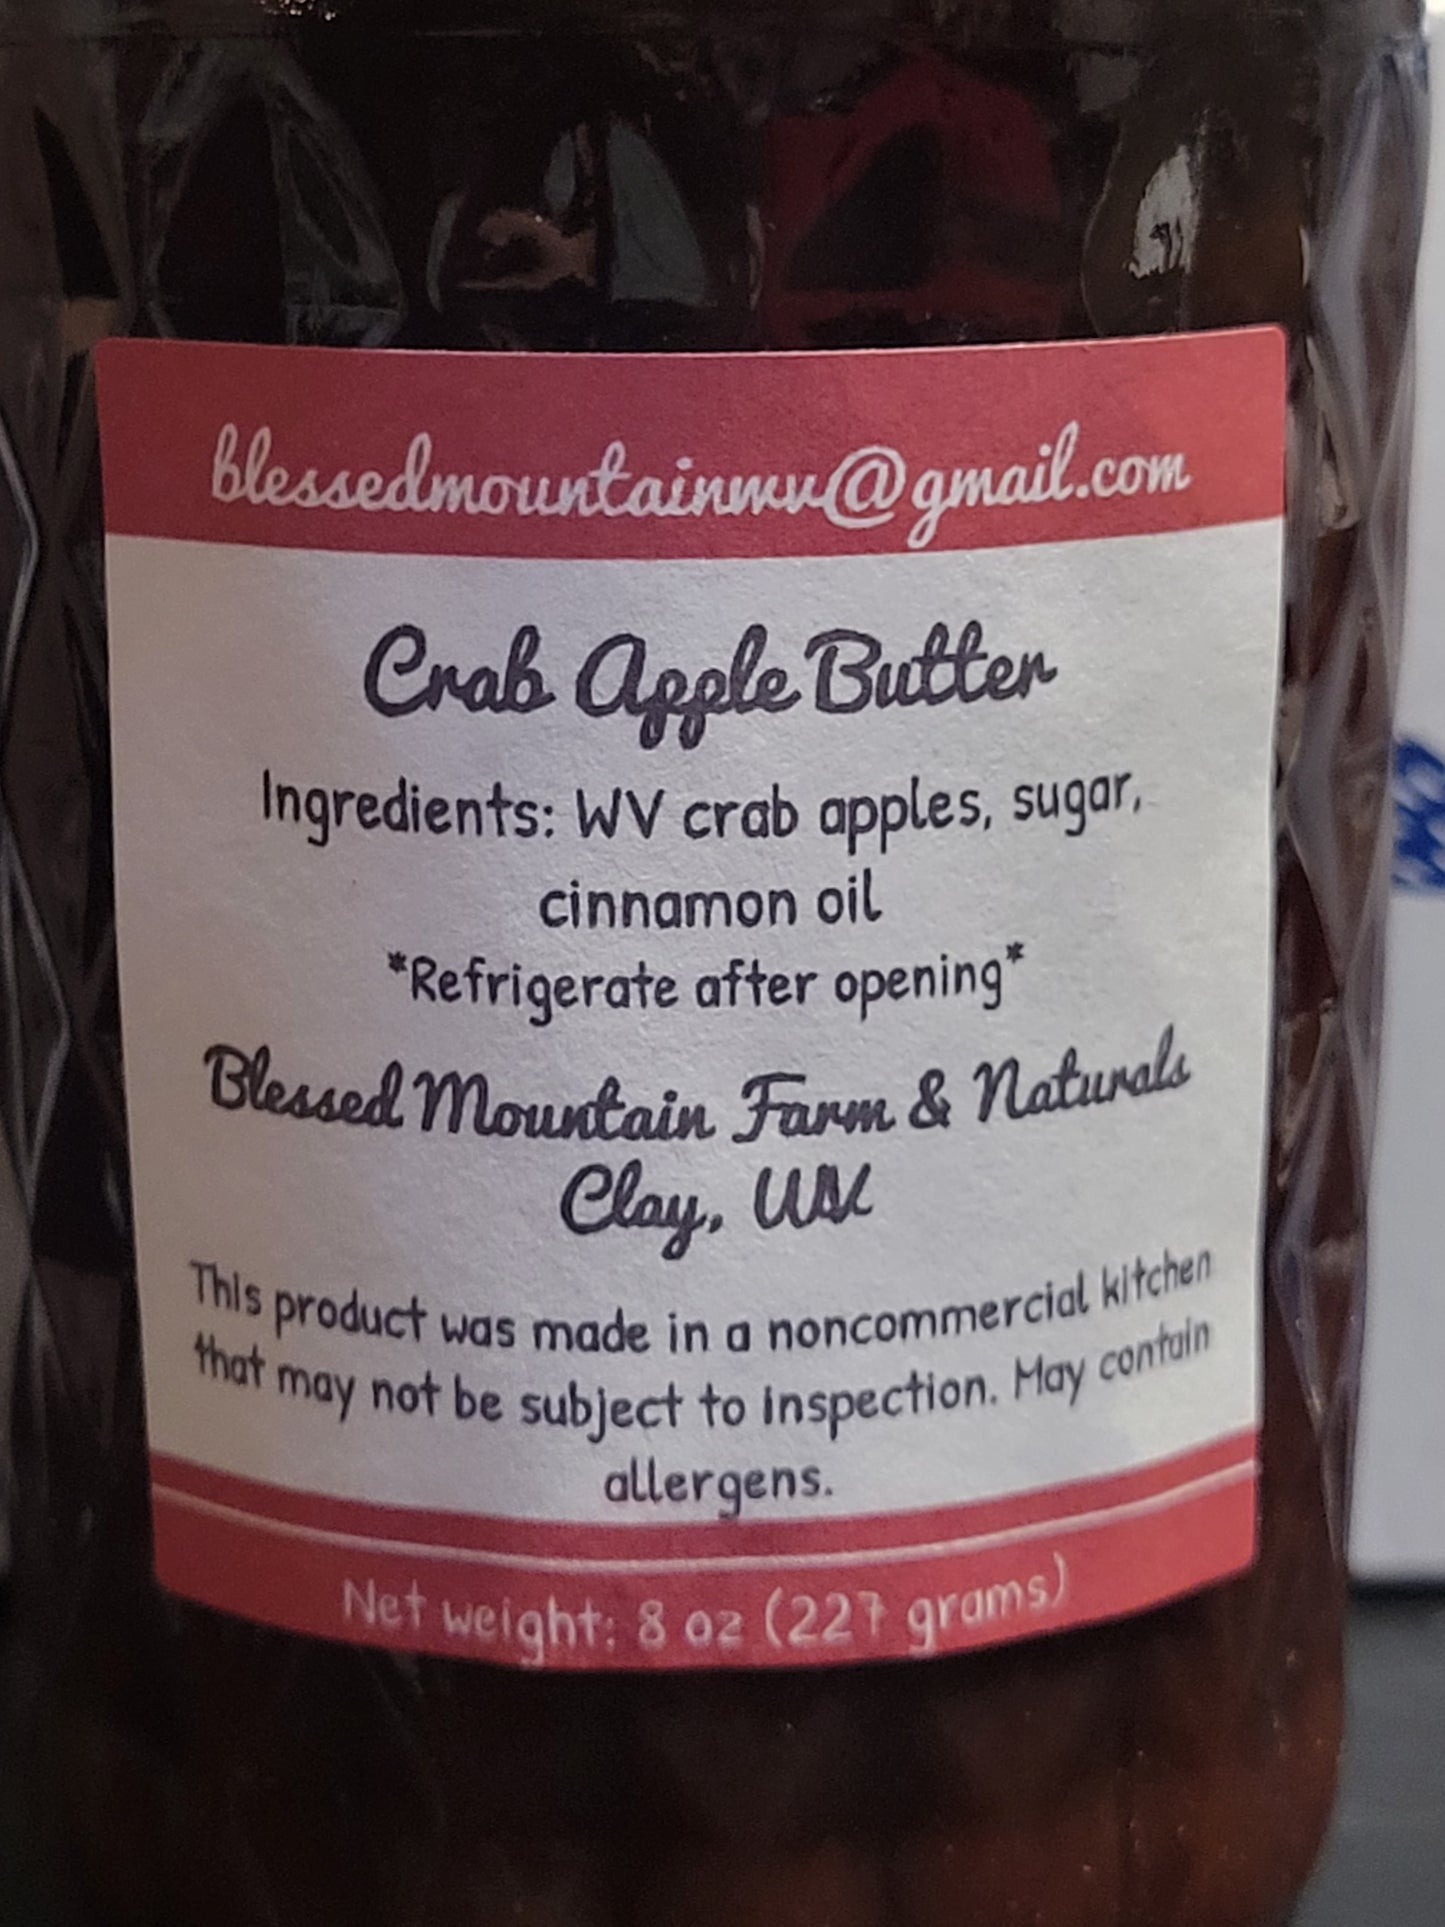 blessedmountainwv@gmail.com
Crab Apple Butter
Ingredients: WV crab apples, sugar,
cinnamon oil
*Refrigerate after opening*
Blessed Mountain Farm & Naturals
Clay, WV
This product was made in a noncommercial kitchen
that may not be subject to inspection. May contain
allergens.
Net weight: 8 oz (227 grams)